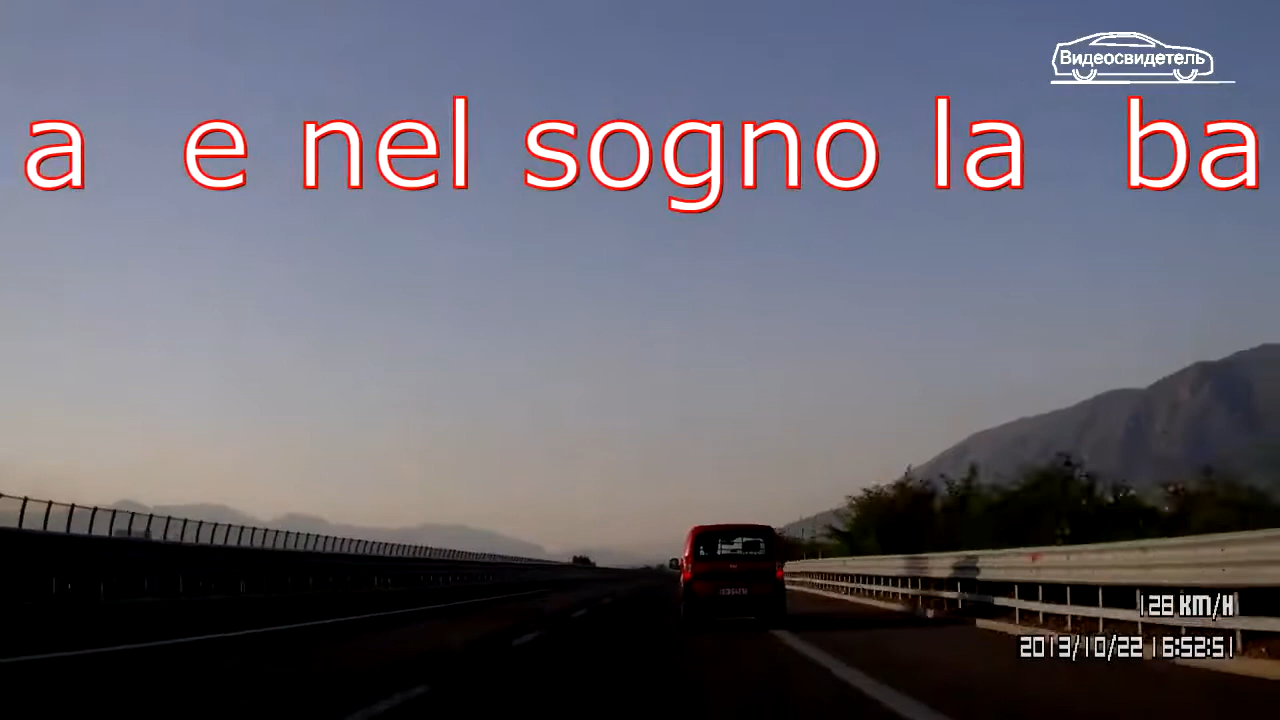 Видеосвидетель
a e nel sogno la ba
128 KM/H
2013/10/22 16:52:51